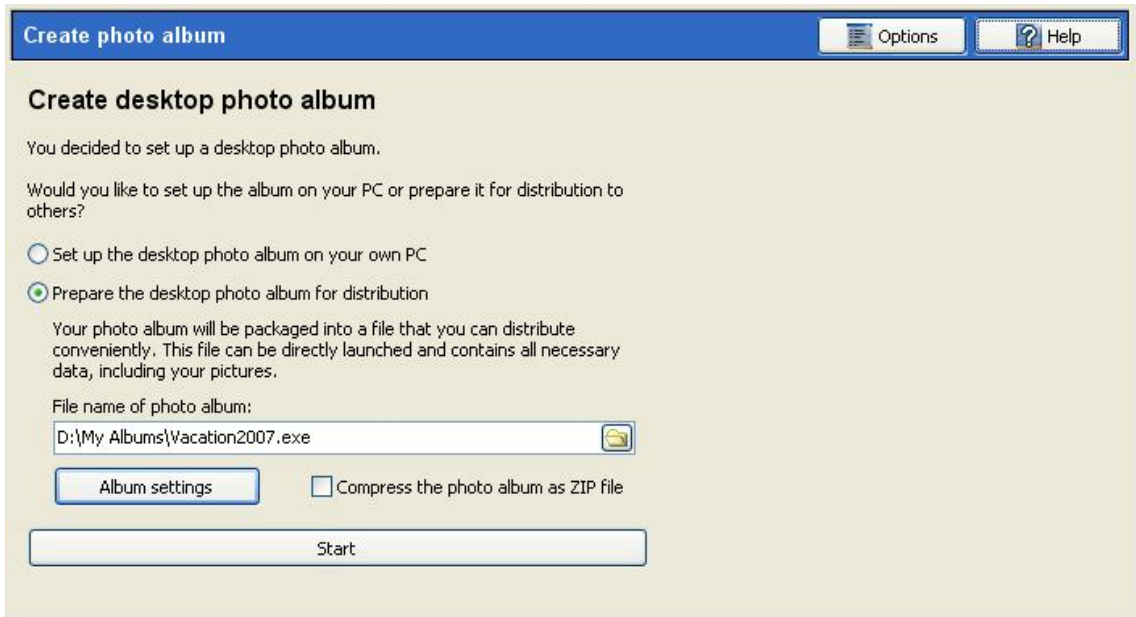 Create photo album
Options
Help
Create desktop photo album
You decided to set up a desktop photo album.
Would you like to set up the album on your PC or prepare it for distribution to
others?
Set up the desktop photo album on your own PC
Prepare the desktop photo album for distribution
Your photo album will be packaged into a file that you can distribute
conveniently. This file can be directly launched and contains all necessary
data, including your pictures.
File name of photo album:
D:\My Albums\Vacation2007.exe
Album settings
Compress the photo album as ZIP file
Start